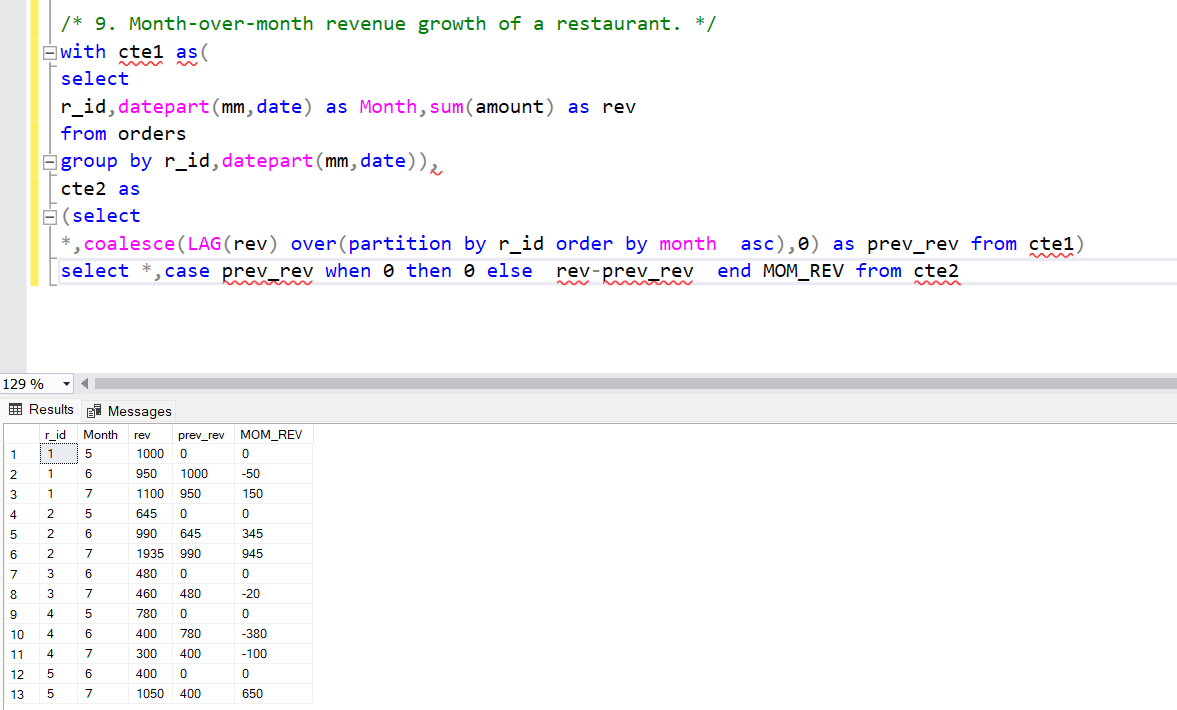 /* 9. Month-over-month revenue growth of a restaurant. */
with cte1 as(
select
r_id,datepart(mm,date) as Month,sum(amount) as rev
from orders
group by r_id,datepart(mm,date)),
cte2 as
(select
*,coalesce(LAG(rev) over(partition by r_id order by month  asc),0) as prev_rev from cte1)
select *,case prev_rev when 0 then 0 else  rev-prev_rev  end MOM_REV from cte2
129 %
Results Messages
r_id Month rev prev_rev MOM_REV
1 1 5 1000 0 0
2 1 6 950 1000 -50
3 1 7 1100 950 150
4 2 5 645 0 0
5 2 6 990 645 345
6 2 7 1935 990 945
7 3 6 480 0 0
8 3 7 460 480 -20
9 4 5 780 0 0
10 4 6 400 780 -380
11 4 7 300 400 -100
12 5 6 400 0 0
13 5 7 1050 400 650